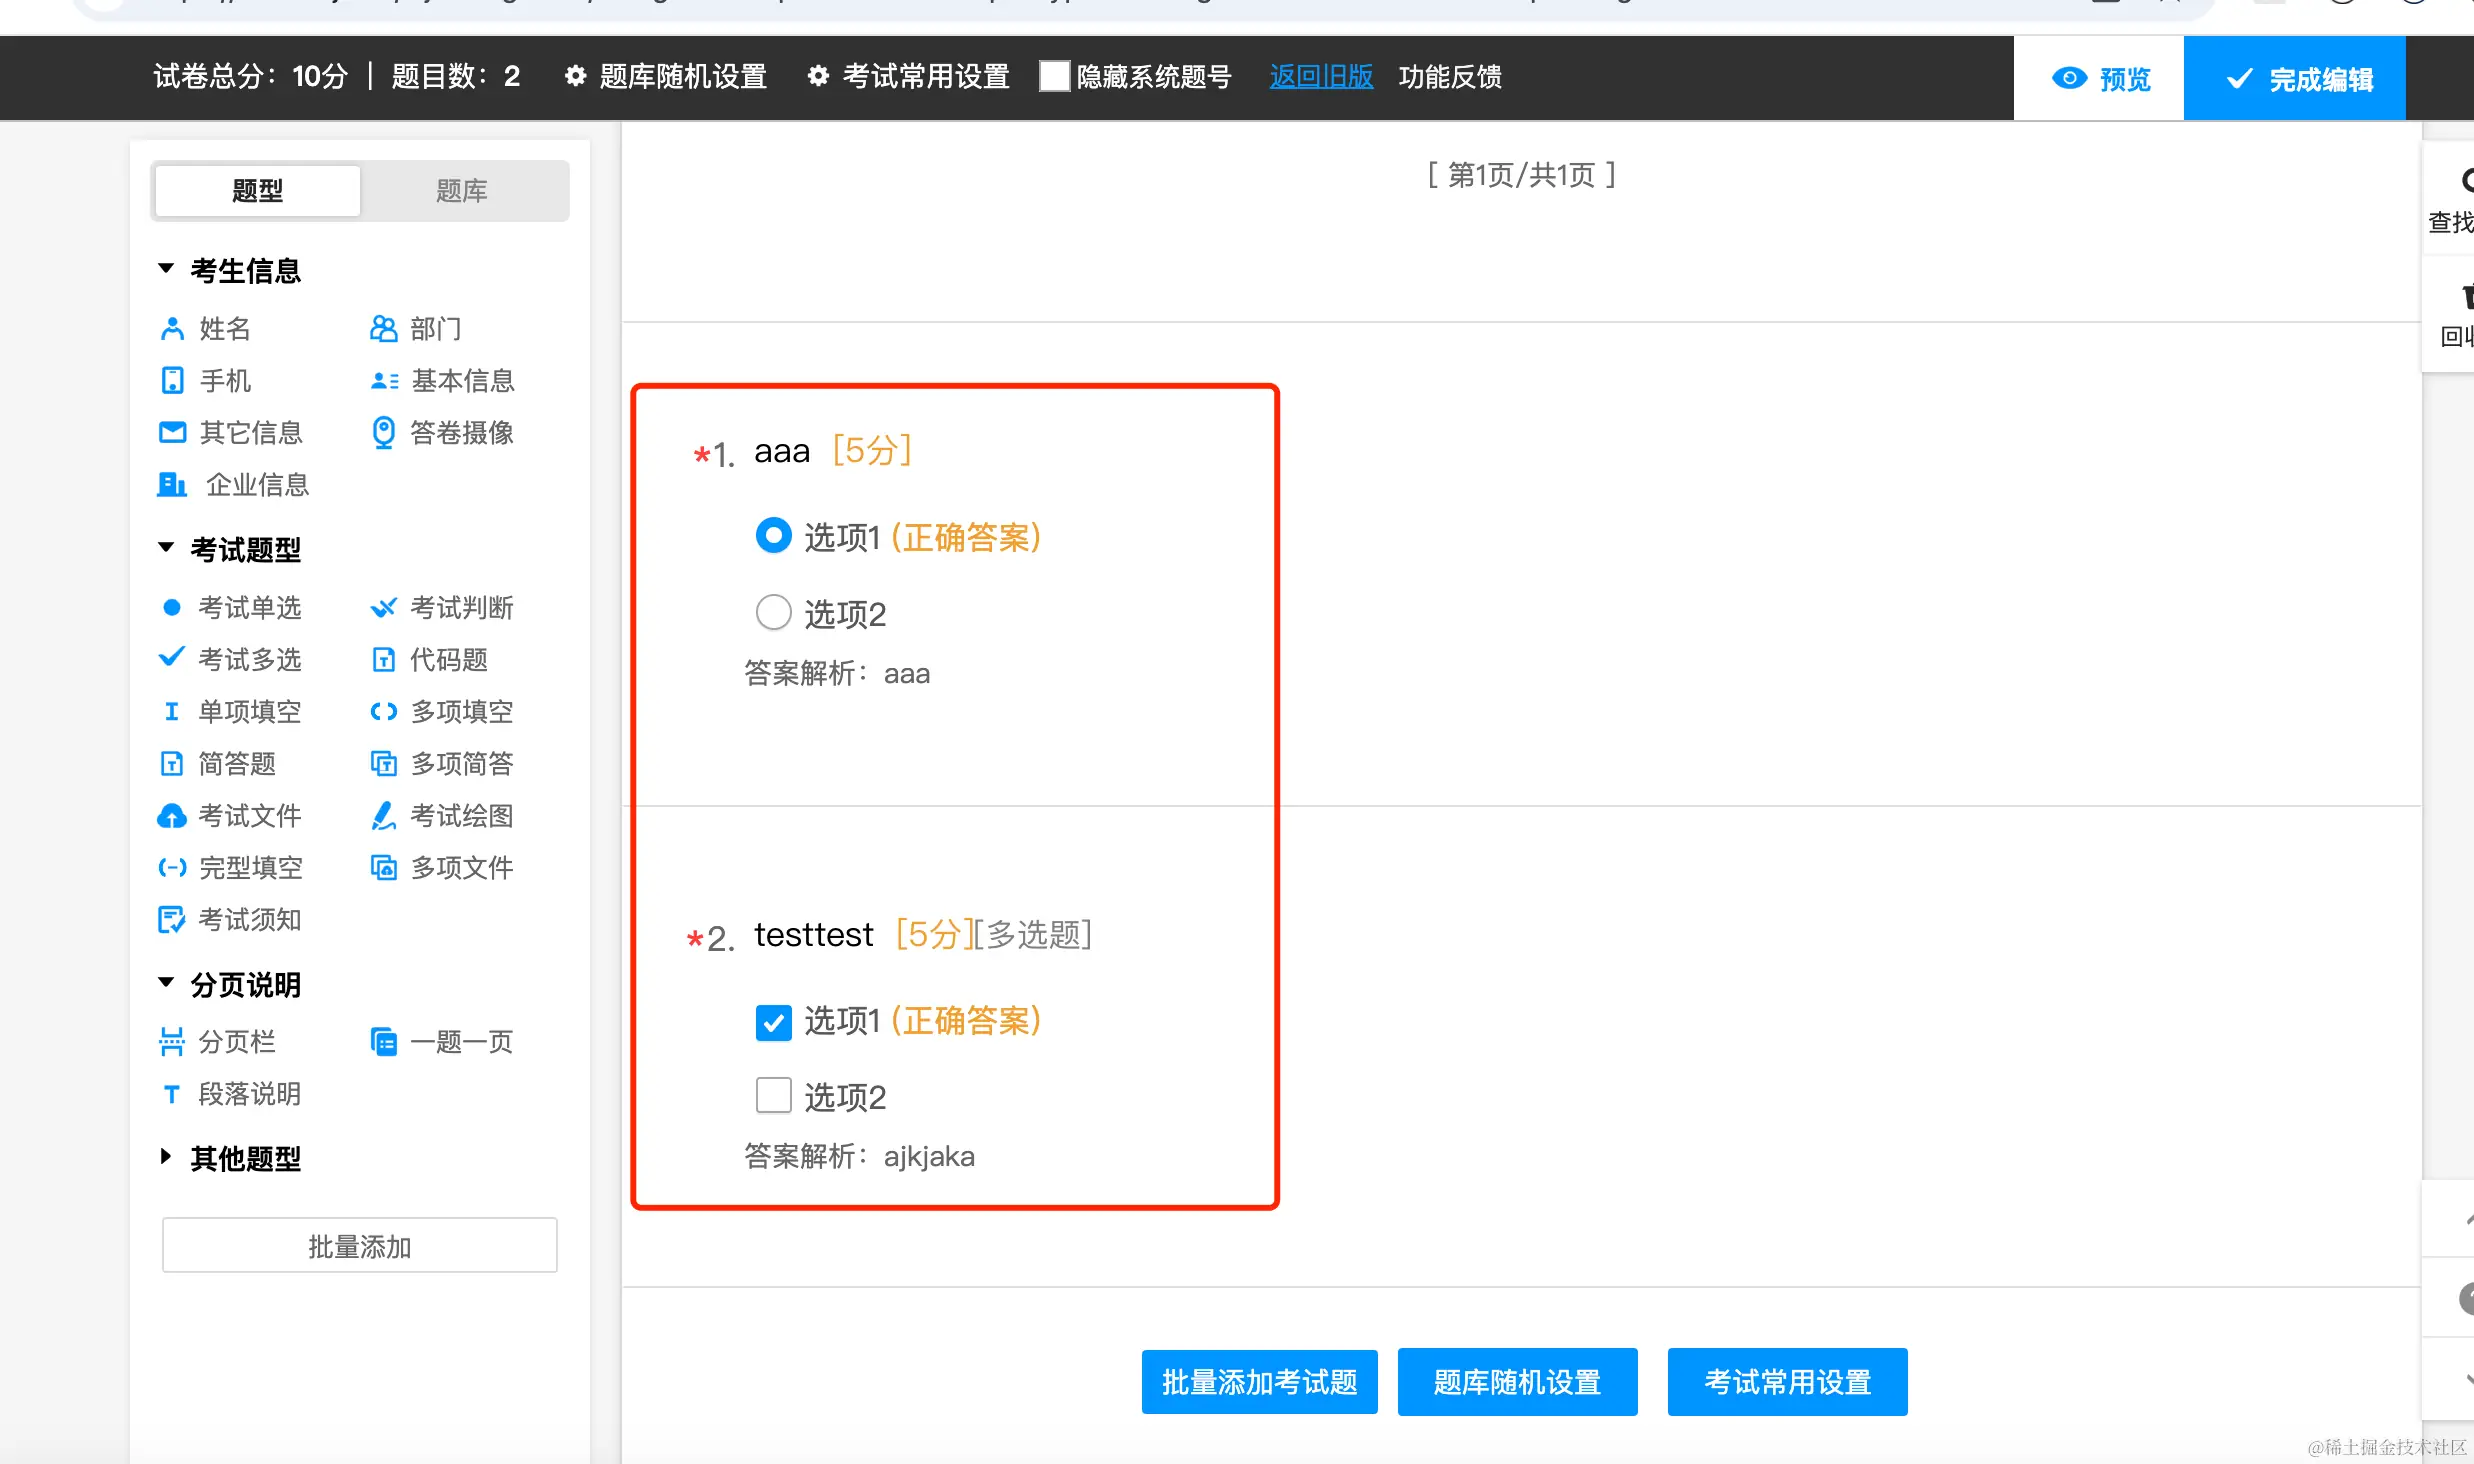 试卷总分：10分 | 题目数：2 题库随机设置 考试常用设置 隐藏系统题号 返回旧版 功能反馈 预览 完成编辑
题型 题库
考生信息
姓名 部门
手机 基本信息
其它信息 答卷摄像
企业信息
考试题型
考试单选 考试判断
考试多选 代码题
单项填空 多项填空
简答题 多项简答
考试文件 考试绘图
完型填空 多项文件
考试须知
分页说明
分页栏 一题一页
段落说明
其他题型
批量添加
[ 第1页/共1页 ]
*1. aaa [5分]
选项1 (正确答案)
选项2
答案解析：aaa
*2. testtest [5分][多选题]
选项1 (正确答案)
选项2
答案解析：ajkjaka
批量添加考试题 题库随机设置 考试常用设置
查找
回收
@稀土掘金技术社区